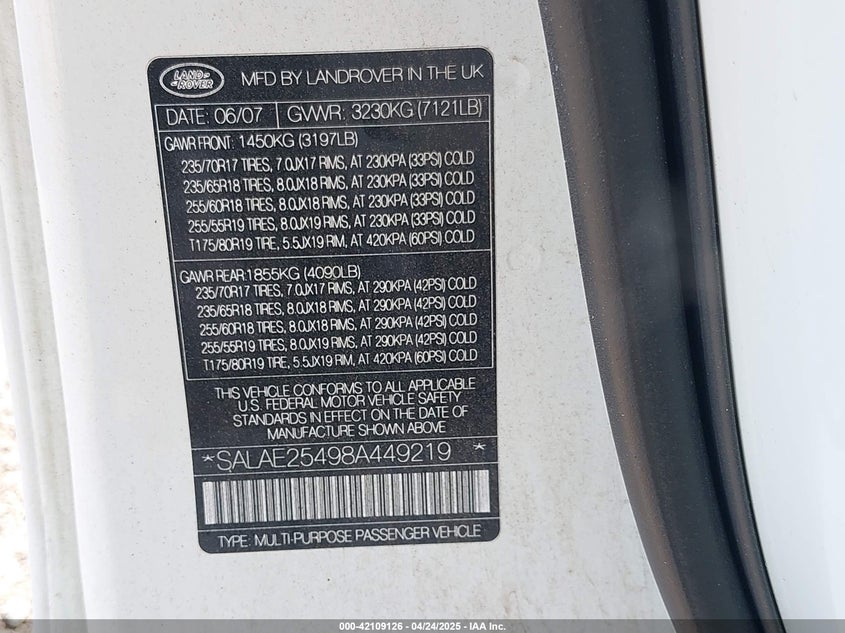 LAND
ROVER
MFD BY LANDROVER IN THE UK
DATE: 06/07 GVWR: 3230KG (7121LB)
GAWR FRONT: 1450KG (3197LB)
235/70R17 TIRES, 7.0JX17 RIMS, AT 230KPA (33PSI) COLD
235/65R18 TIRES, 8.0JX18 RIMS, AT 230KPA (33PSI) COLD
255/60R18 TIRES, 8.0JX18 RIMS, AT 230KPA (33PSI) COLD
255/55R19 TIRES, 8.0JX19 RIMS, AT 230KPA (33PSI) COLD
T175/80R19 TIRE, 5.5JX19 RIM, AT 420KPA (60PSI) COLD
GAWR REAR: 1855KG (4090LB)
235/70R17 TIRES, 7.0JX17 RIMS, AT 290KPA (42PSI) COLD
235/65R18 TIRES, 8.0JX18 RIMS, AT 290KPA (42PSI) COLD
255/60R18 TIRES, 8.0JX18 RIMS, AT 290KPA (42PSI) COLD
255/55R19 TIRES, 8.0JX19 RIMS, AT 290KPA (42PSI) COLD
T175/80R19 TIRE, 5.5JX19 RIM, AT 420KPA (60PSI) COLD
THIS VEHICLE CONFORMS TO ALL APPLICABLE
U.S. FEDERAL MOTOR VEHICLE SAFETY
STANDARDS IN EFFECT ON THE DATE OF
MANUFACTURE SHOWN ABOVE
*SALAE25498A449219 *
TYPE: MULTI-PURPOSE PASSENGER VEHICLE
000-42109126 - 04/24/2025 - IAA Inc.